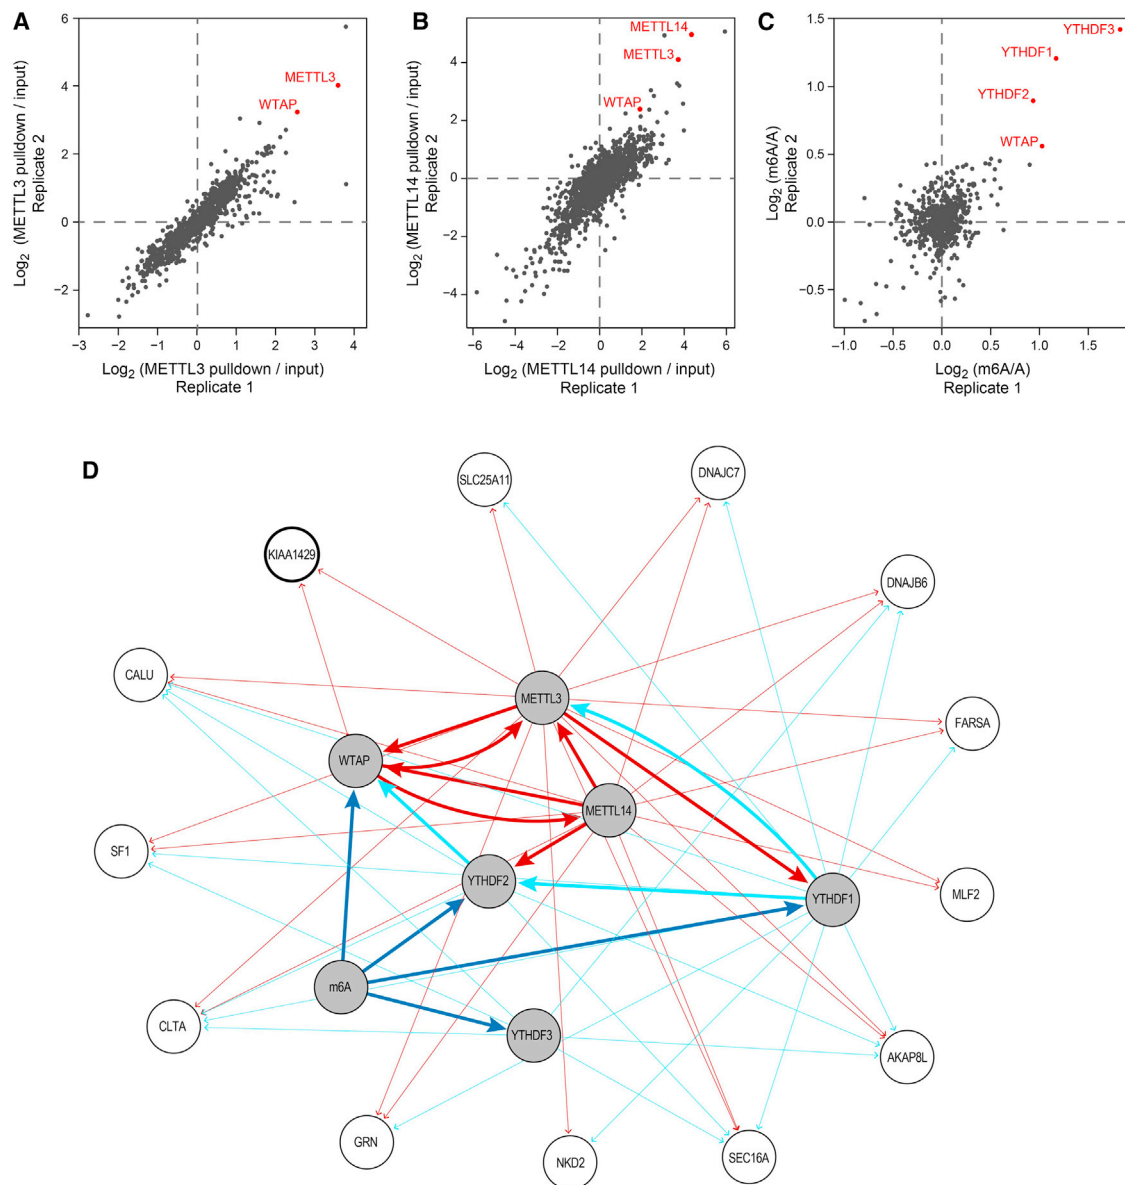 A
6
4
2
0
−2
−3
−2
−1
0
1
2
3
4
METTL3
WTAP
Log2 (METTL3 pulldown / input)
Replicate 2
Log2 (METTL3 pulldown / input)
Replicate 1
B
4
2
0
−2
−4
−6
−4
−2
0
2
4
6
METTL14
METTL3
WTAP
Log2 (METTL14 pulldown / input)
Replicate 2
Log2 (METTL14 pulldown / input)
Replicate 1
C
1.5
1.0
0.5
0.0
−0.5
−1.0
−0.5
0.0
0.5
1.0
1.5
YTHDF3
YTHDF1
YTHDF2
WTAP
Log2 (m6A/A)
Replicate 2
Log2 (m6A/A)
Replicate 1
D
SLC25A11
DNAJC7
KIAA1429
DNAJB6
CALU
METTL3
FARSA
WTAP
METTL14
SF1
YTHDF2
YTHDF1
MLF2
m6A
CLTA
YTHDF3
AKAP8L
GRN
NKD2
SEC16A